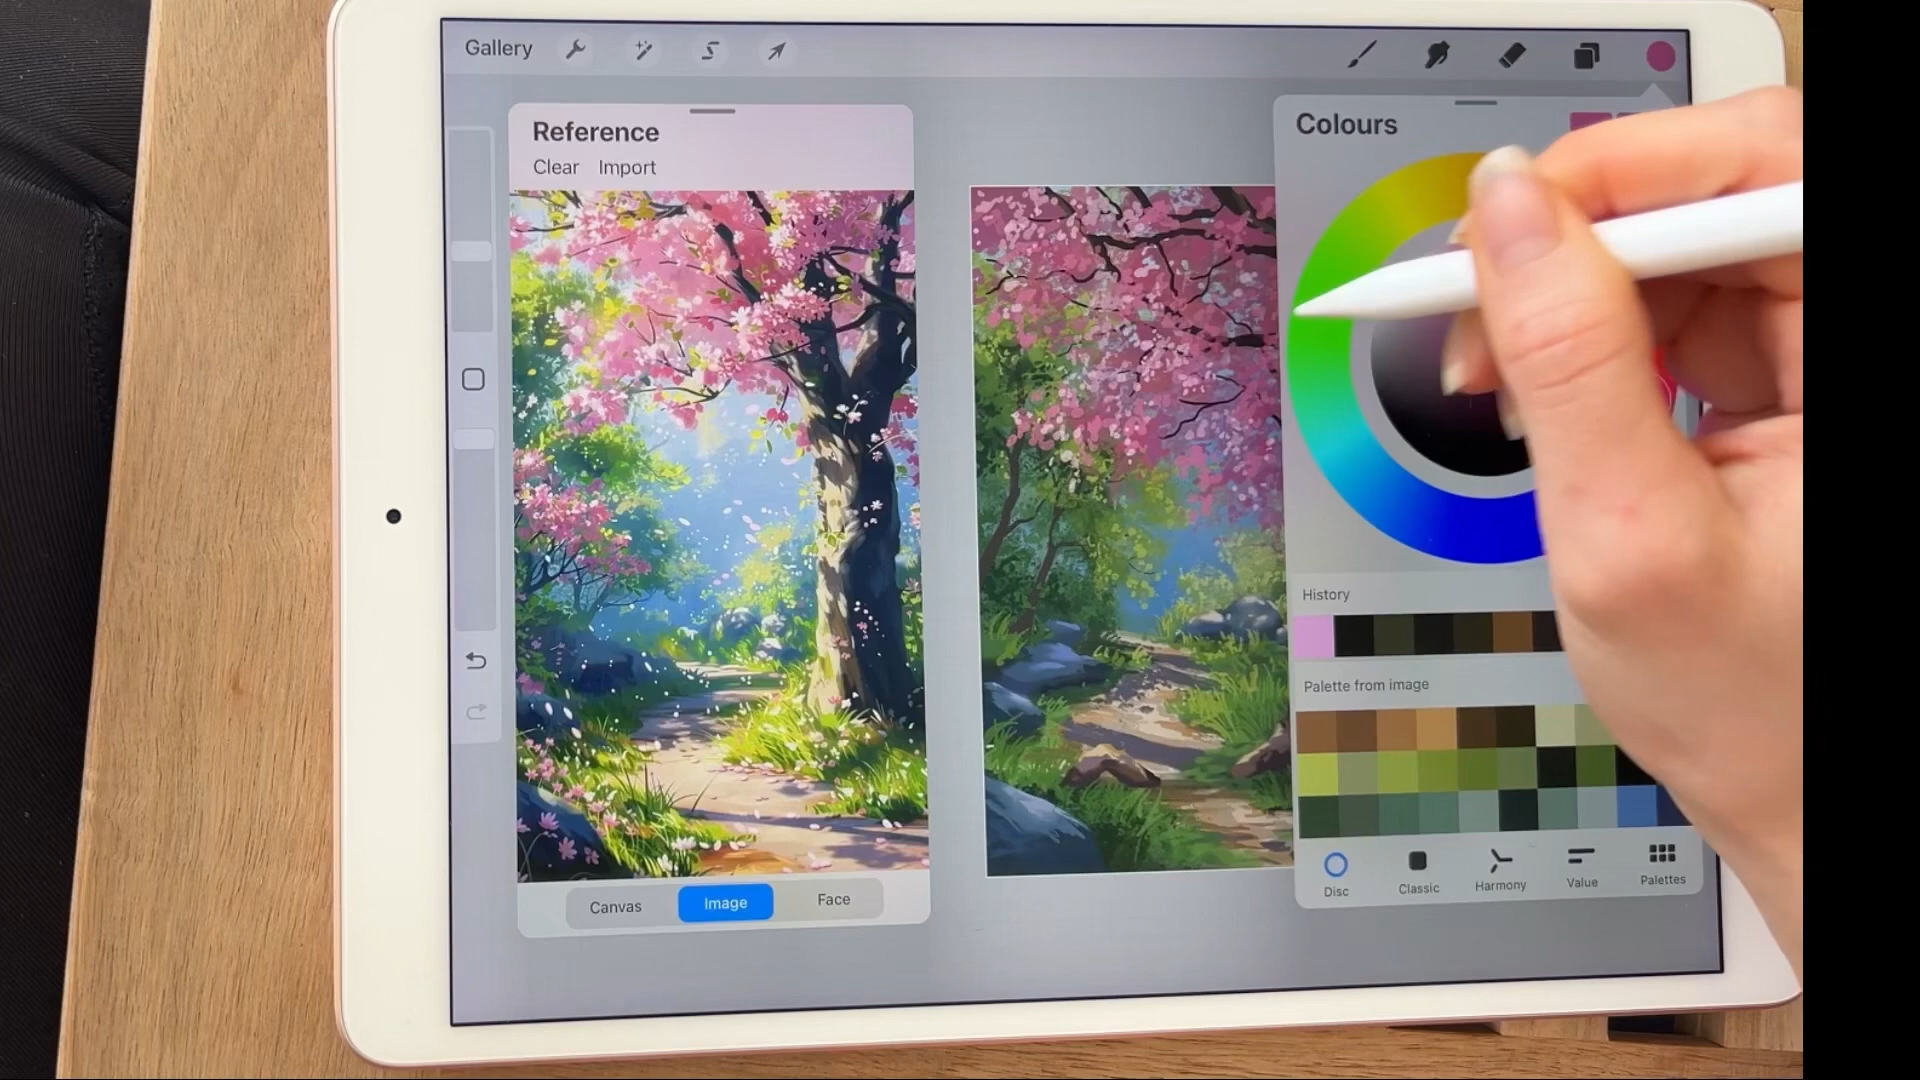 Gallery
Reference
Clear Import
Colours
History
Palette from image
Canvas Image Face
Disc Classic Harmony Value Palettes